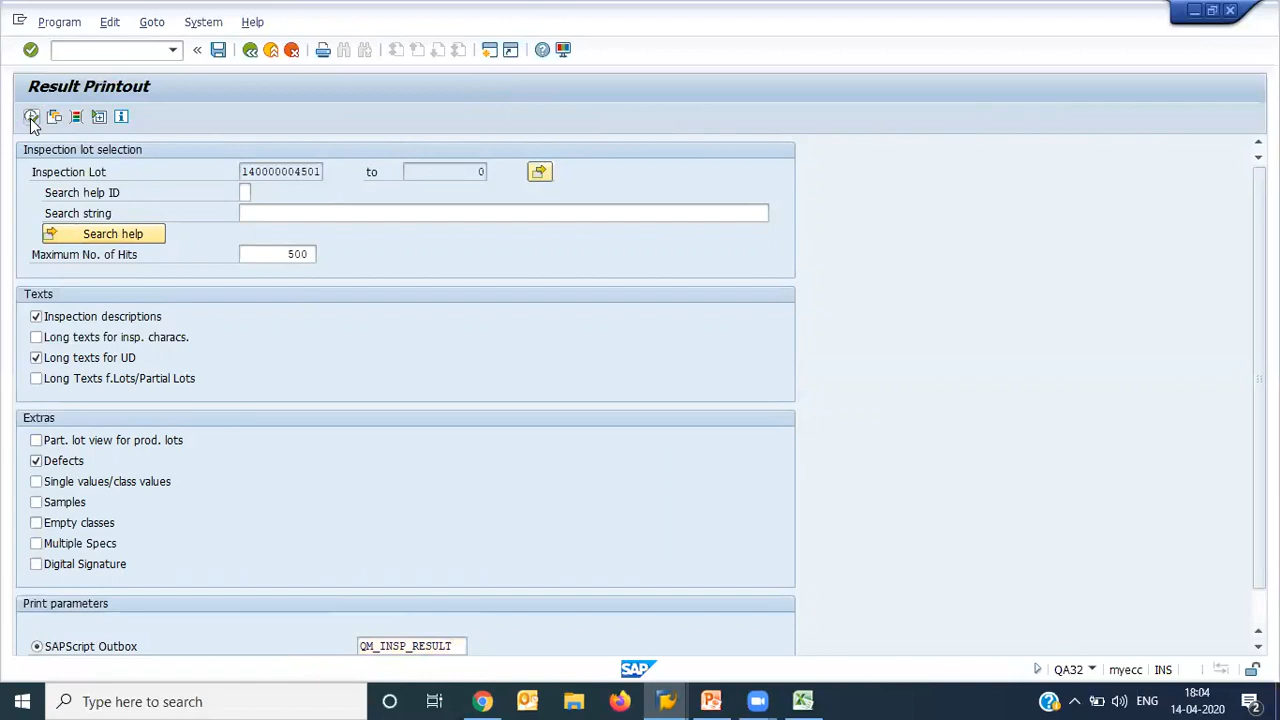 Program Edit Goto System Help
Result Printout
Inspection lot selection
Inspection Lot 140000004501 to 0
Search help ID
Search string
Search help
Maximum No. of Hits 500
Texts
Inspection descriptions
Long texts for insp. characs.
Long texts for UD
Long Texts f.Lots/Partial Lots
Extras
Part. lot view for prod. lots
Defects
Single values/class values
Samples
Empty classes
Multiple Specs
Digital Signature
Print parameters
SAPScript Outbox QM_INSP_RESULT
SAP
QA32 myecc INS
Type here to search
ENG
18:04
14-04-2020
2